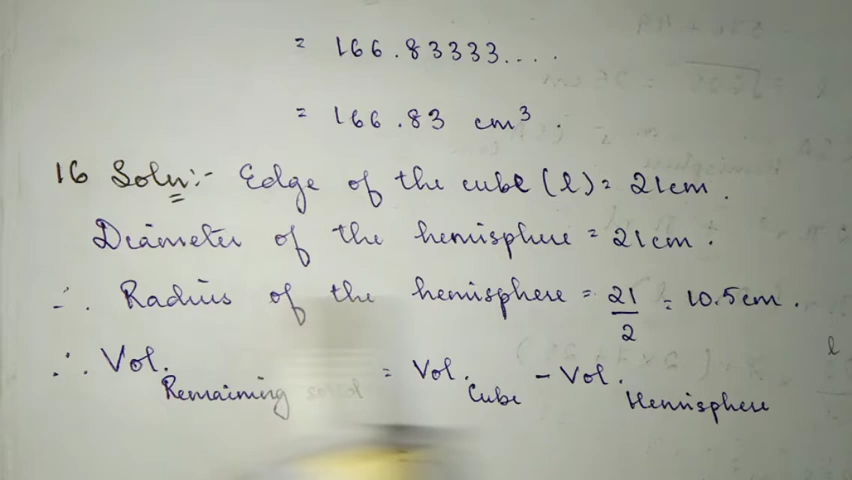 = 166.83333....
= 166.83 cm³.
16 Soln:- Edge of the cube (l) = 21cm.
Diameter of the hemisphere = 21cm.
∴ Radius of the hemisphere = 21/2 = 10.5cm.
∴ Vol. Remaining = Vol. Cube - Vol. Hemisphere